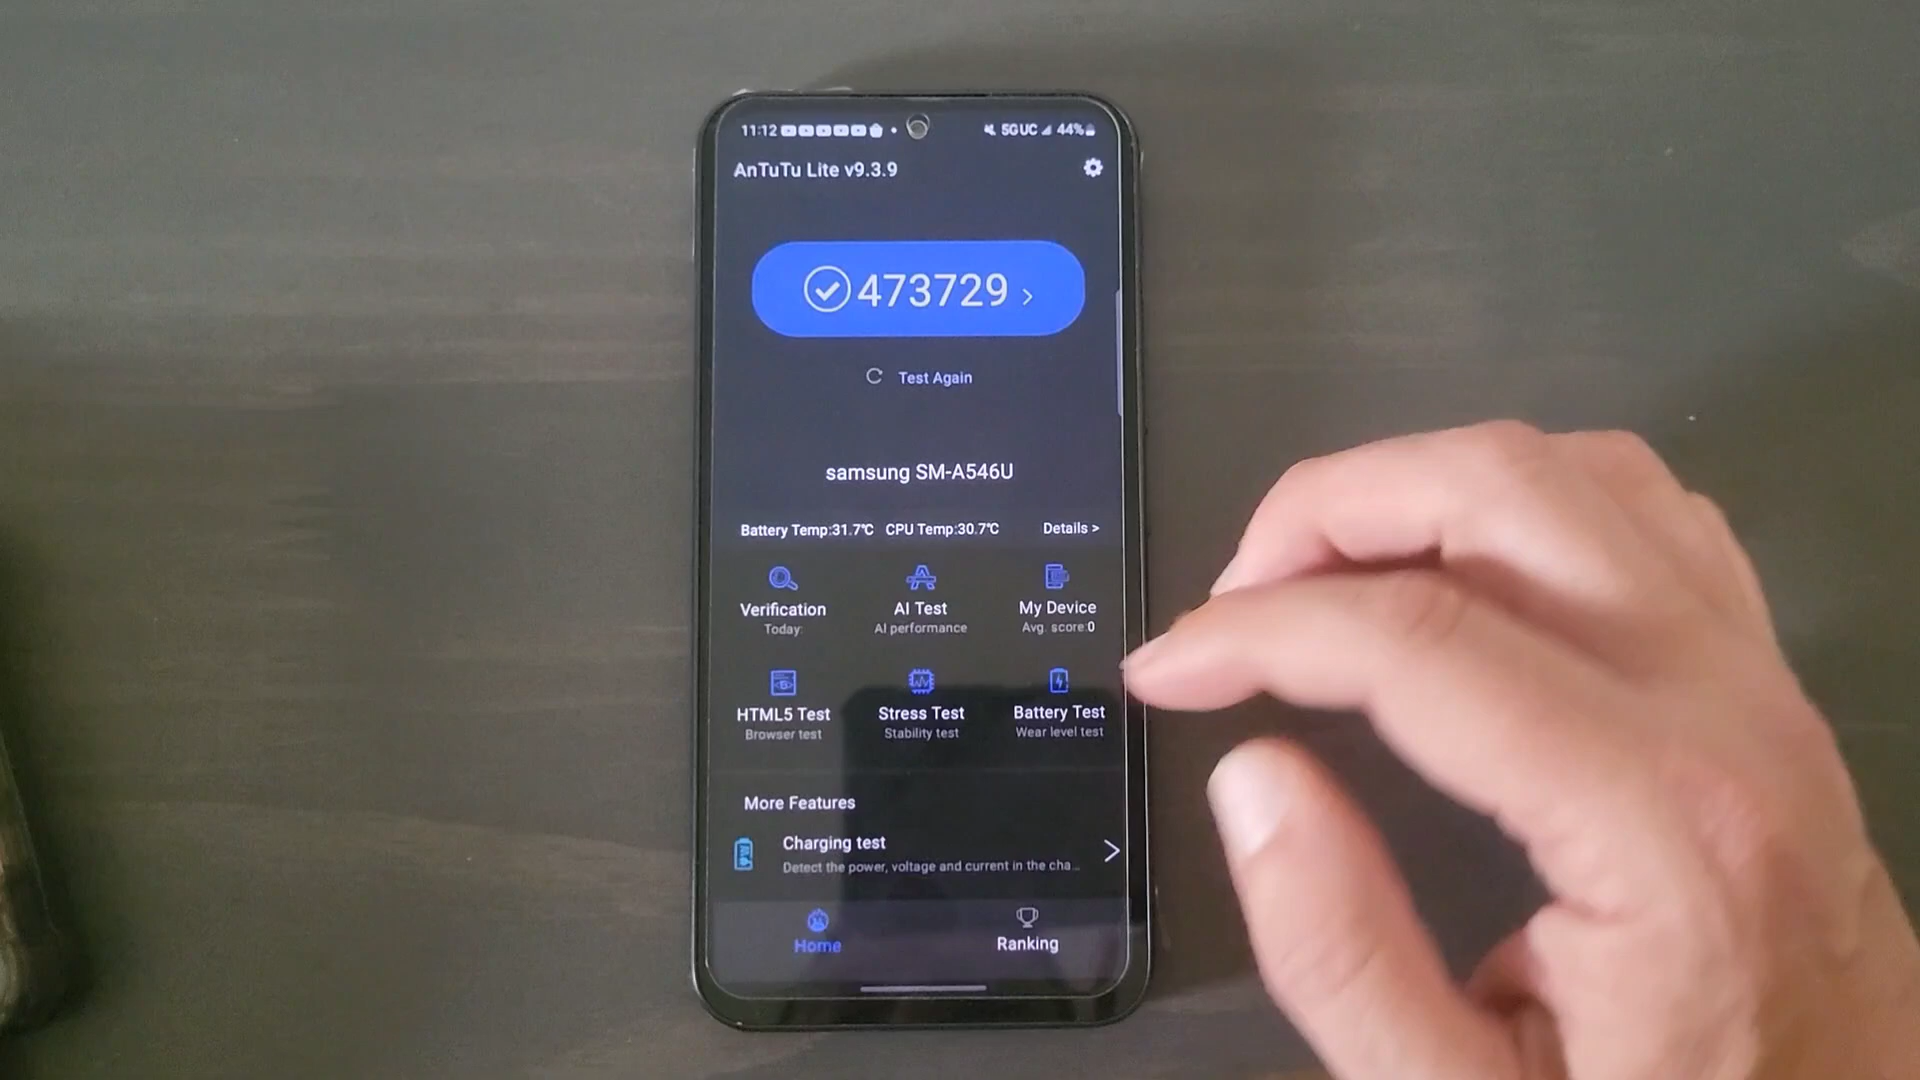 11:12 5GUC 44%
AnTuTu Lite v9.3.9
473729 >
Test Again
samsung SM-A546U
Battery Temp:31.7℃ CPU Temp:30.7℃ Details >
Verification AI Test My Device
Today: AI performance Avg. score:0
HTML5 Test Stress Test Battery Test
Browser test Stability test Wear level test
More Features
Charging test
Detect the power, voltage and current in the cha...
Home Ranking